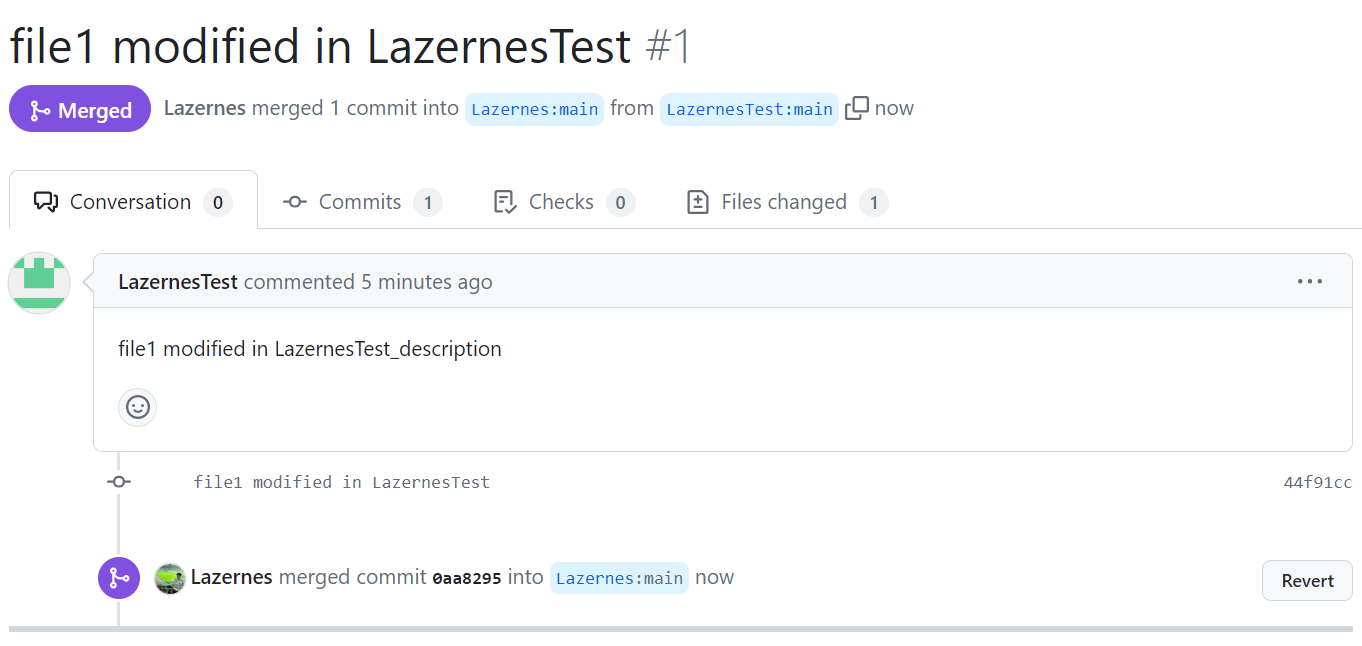 file1 modified in LazernesTest #1
Merged Lazernes merged 1 commit into Lazernes:main from LazernesTest:main now
Conversation 0 Commits 1 Checks 0 Files changed 1
LazernesTest commented 5 minutes ago
file1 modified in LazernesTest_description
file1 modified in LazernesTest 44f91cc
Lazernes merged commit 0aa8295 into Lazernes:main now Revert